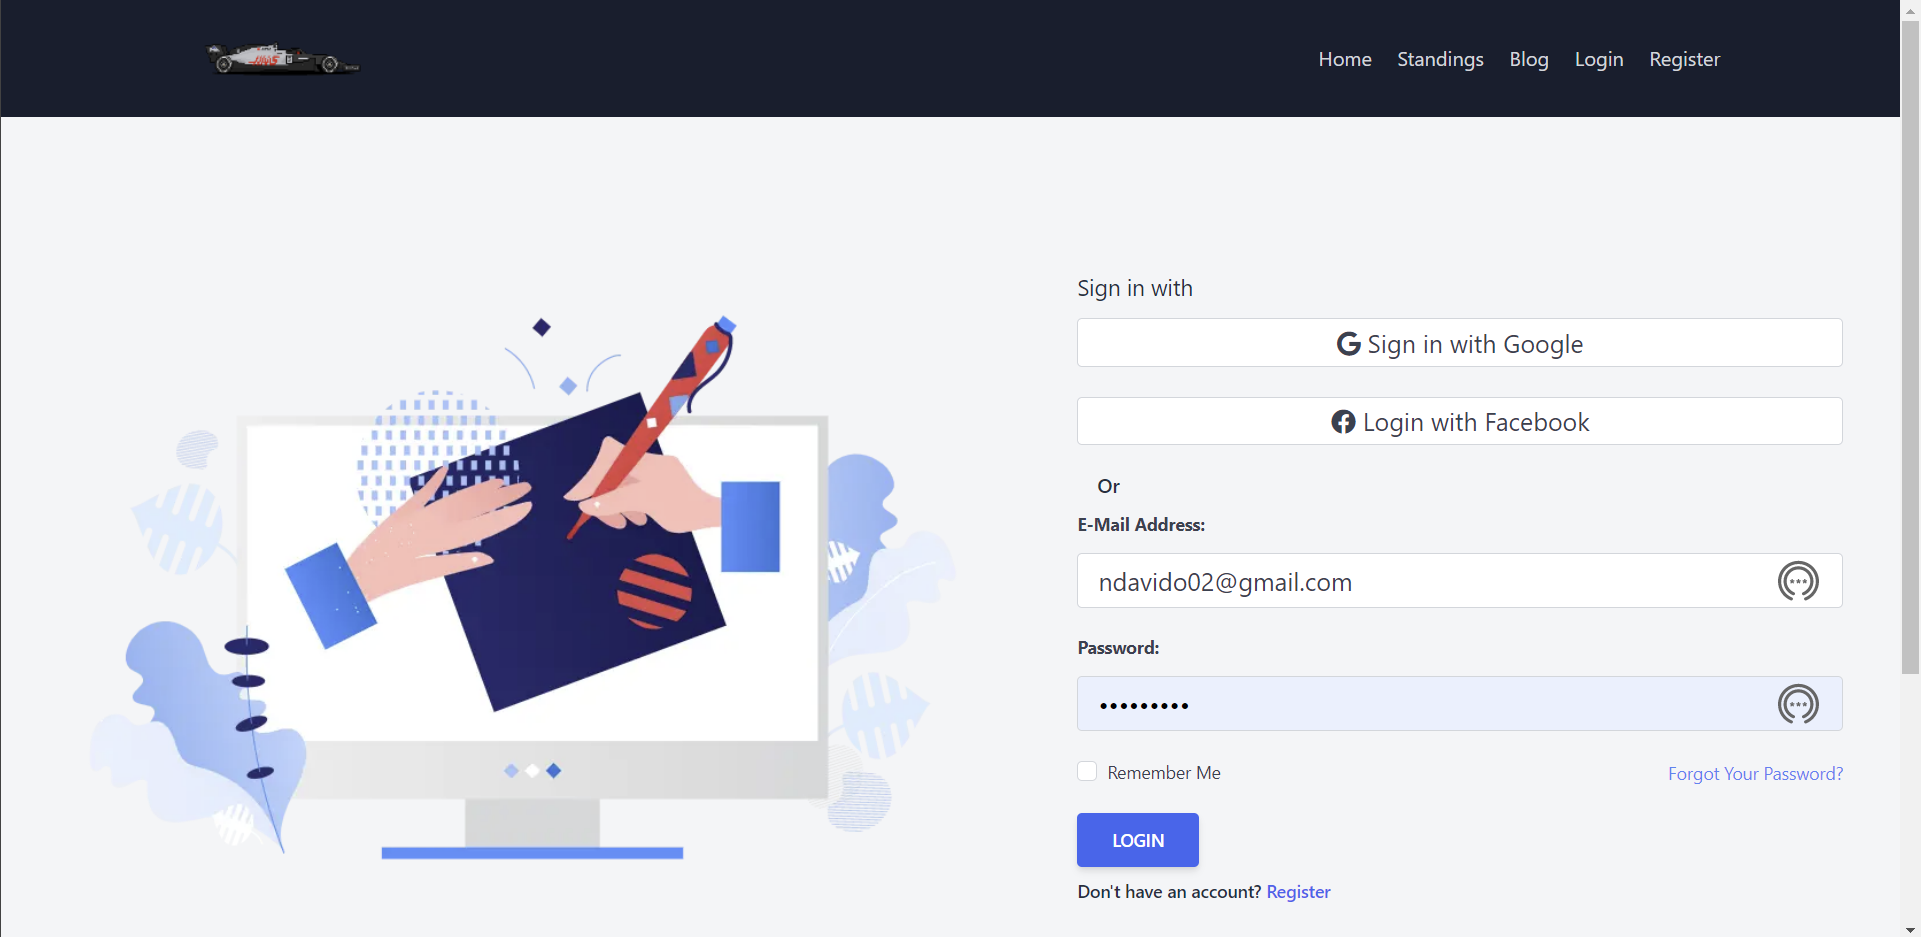 HAAS
Home Standings Blog Login Register
Sign in with
Sign in with Google
Login with Facebook
Or
E-Mail Address:
ndavido02@gmail.com
Password:
•••••••••
Remember Me
Forgot Your Password?
LOGIN
Don't have an account? Register